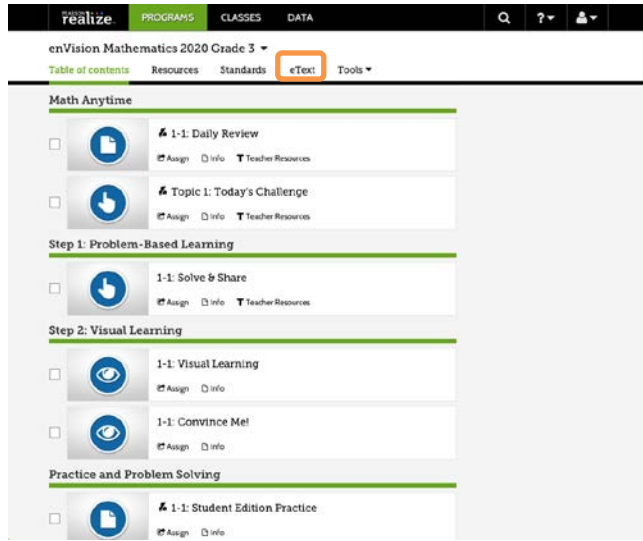 PEARSON
realize.
PROGRAMS CLASSES DATA
?
enVision Mathematics 2020 Grade 3
Table of contents Resources Standards eText Tools
Math Anytime
1-1: Daily Review
Assign Info T Teacher Resources
Topic 1: Today's Challenge
Assign Info T Teacher Resources
Step 1: Problem-Based Learning
1-1: Solve & Share
Assign Info T Teacher Resources
Step 2: Visual Learning
1-1: Visual Learning
Assign Info
1-1: Convince Me!
Assign Info
Practice and Problem Solving
1-1: Student Edition Practice
Assign Info